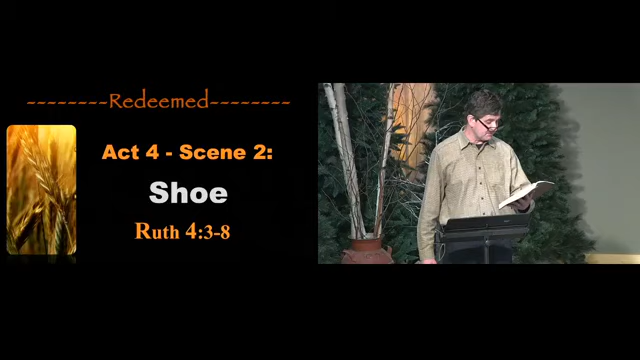 --------Redeemed--------
Act 4 - Scene 2:
Shoe
Ruth 4:3-8